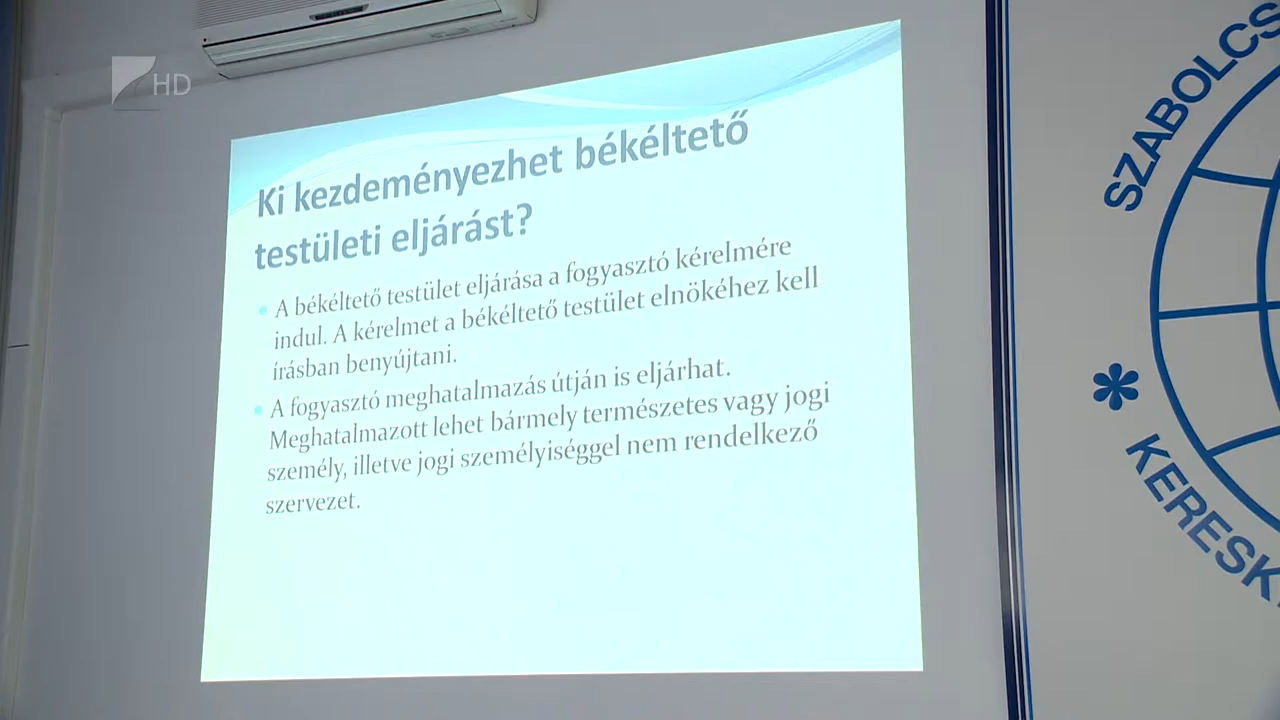 HD
Ki kezdeményezhet békéltető
testületi eljárást?
A békéltető testület eljárása a fogyasztó kérelmére
indul. A kérelmet a békéltető testület elnökéhez kell
írásban benyújtani.
A fogyasztó meghatalmazás útján is eljárhat.
Meghatalmazott lehet bármely természetes vagy jogi
személy, illetve jogi személyiséggel nem rendelkező
szervezet.
SZABOLCS
* KERESK